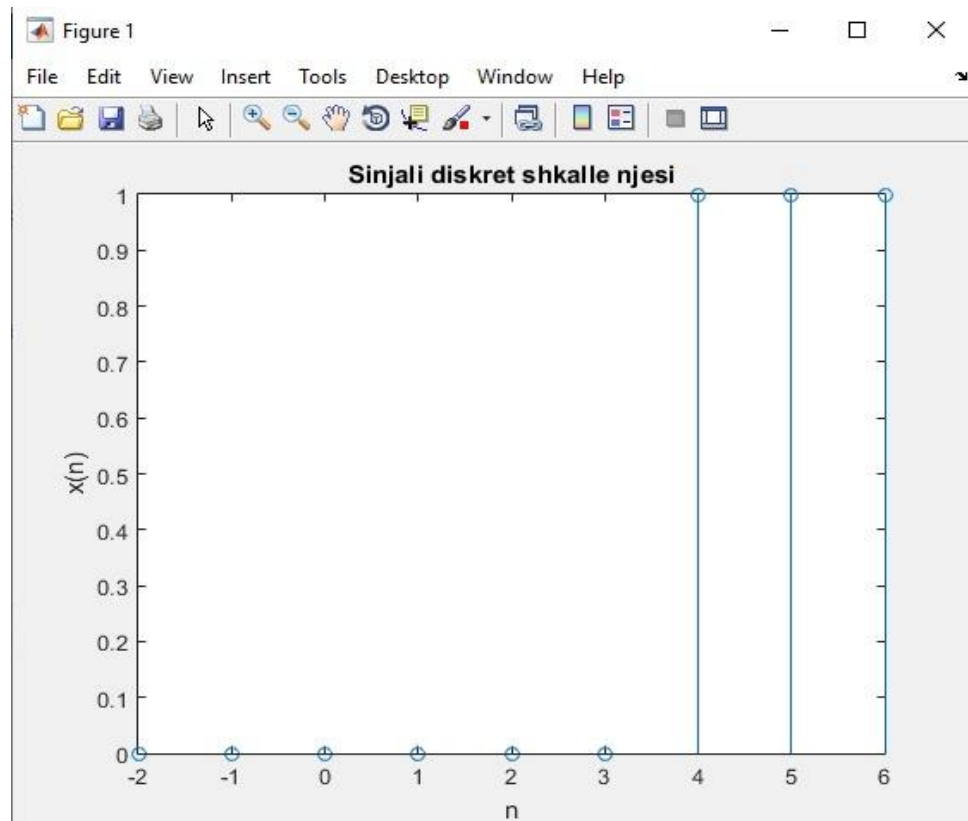 Figure 1
File Edit View Insert Tools Desktop Window Help
Sinjali diskret shkalle njesi
1
0.9
0.8
0.7
0.6
0.5
0.4
0.3
0.2
0.1
0
x(n)
-2 -1 0 1 2 3 4 5 6
n